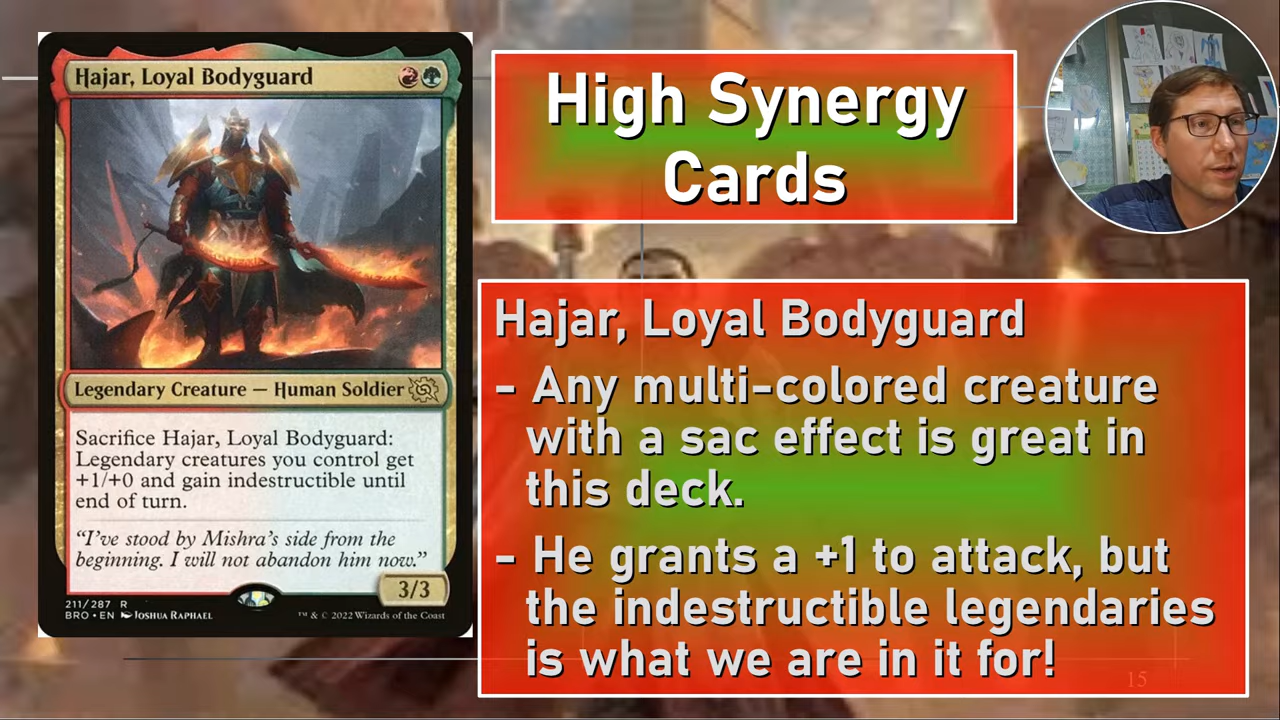 Hajar, Loyal Bodyguard
Legendary Creature — Human Soldier
Sacrifice Hajar, Loyal Bodyguard:
Legendary creatures you control get
+1/+0 and gain indestructible until
end of turn.
“I’ve stood by Mishra’s side from the
beginning. I will not abandon him now.”
3/3
211/287 R
BRO • EN JOSHUA RAPHAEL
™ & © 2022 Wizards of the Coast
High Synergy
Cards
Hajar, Loyal Bodyguard
- Any multi-colored creature
with a sac effect is great in
this deck.
- He grants a +1 to attack, but
the indestructible legendaries
is what we are in it for!
15